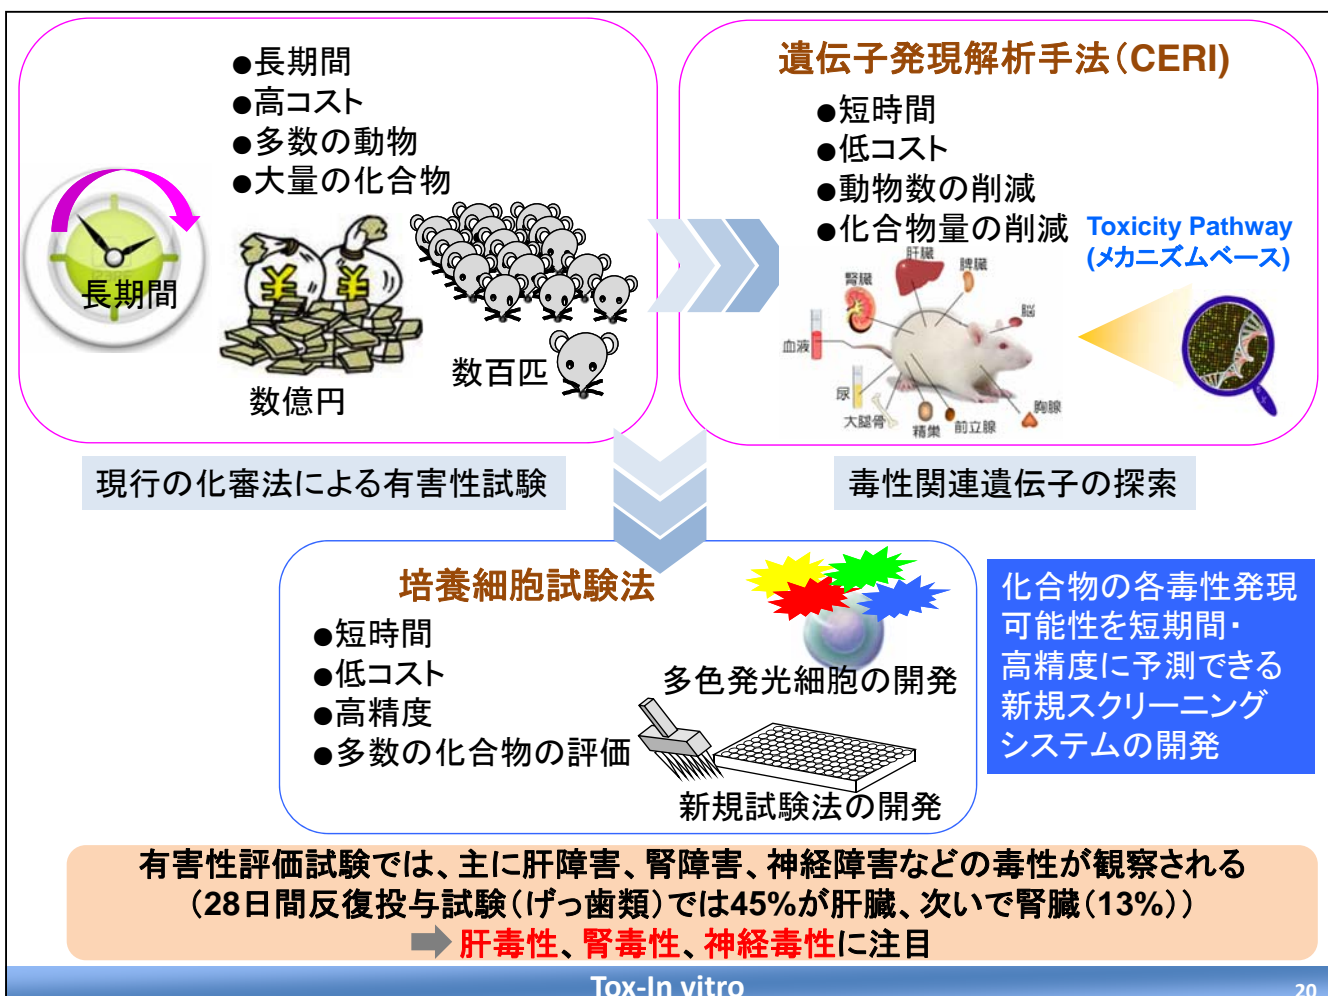 ●長期間
●高コスト
●多数の動物
●大量の化合物
長期間
¥
¥
数億円
数百匹
現行の化審法による有害性試験
遺伝子発現解析手法（CERI)
●短時間
●低コスト
●動物数の削減
●化合物量の削減
Toxicity Pathway
(メカニズムベース)
肝臓
脾臓
腎臓
脳
血液
尿
大腿骨
精巣
前立腺
胸腺
毒性関連遺伝子の探索
培養細胞試験法
●短時間
●低コスト
●高精度
●多数の化合物の評価
多色発光細胞の開発
新規試験法の開発
化合物の各毒性発現
可能性を短期間・
高精度に予測できる
新規スクリーニング
システムの開発
有害性評価試験では、主に肝障害、腎障害、神経障害などの毒性が観察される
（28日間反復投与試験（げっ歯類）では45%が肝臓、次いで腎臓（13%））
肝毒性、腎毒性、神経毒性に注目
Tox-In vitro
20